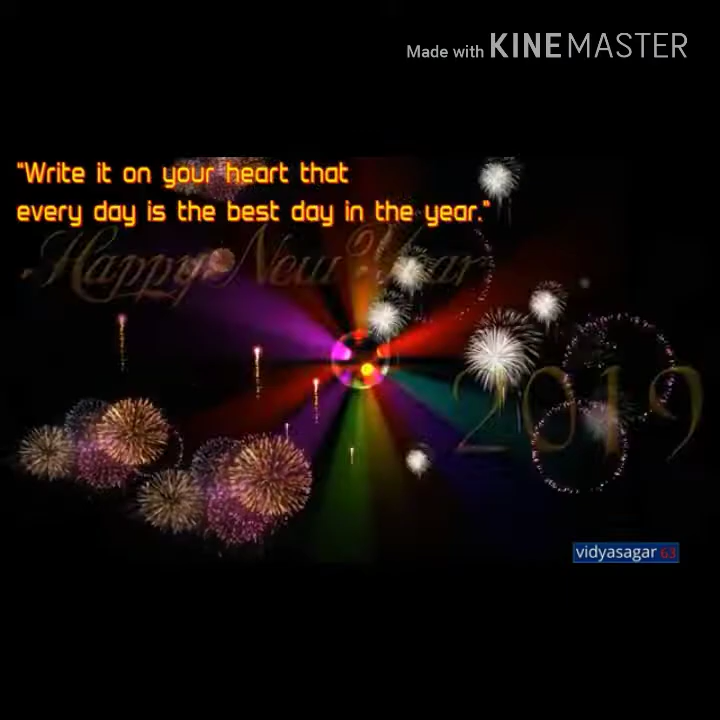 Made with KINEMASTER
"Write it on your heart that
every day is the best day in the year."
Happy New Year
2019
vidyasagar 63